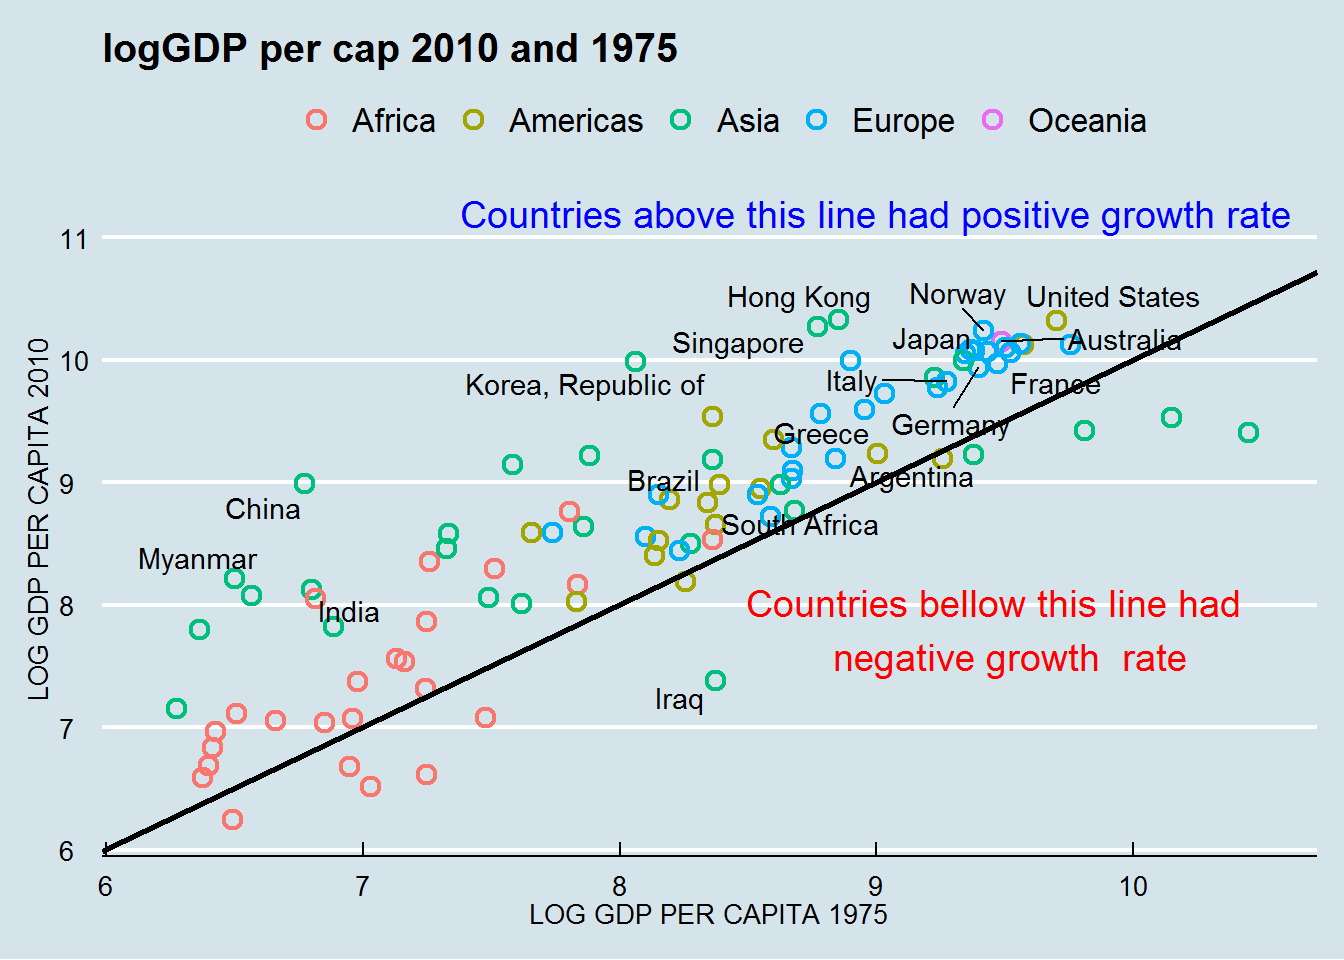 logGDP per cap 2010 and 1975
Africa Americas Asia Europe Oceania
Countries above this line had positive growth rate
11
Hong Kong
Norway
United States
Singapore
Japan
Australia
10
Korea, Republic of
Italy
France
Greece
Germany
Brazil
Argentina
9
China
South Africa
Myanmar
India
8
Countries bellow this line had
negative growth rate
Iraq
7
6
LOG GDP PER CAPITA 2010
6 7 8 9 10
LOG GDP PER CAPITA 1975